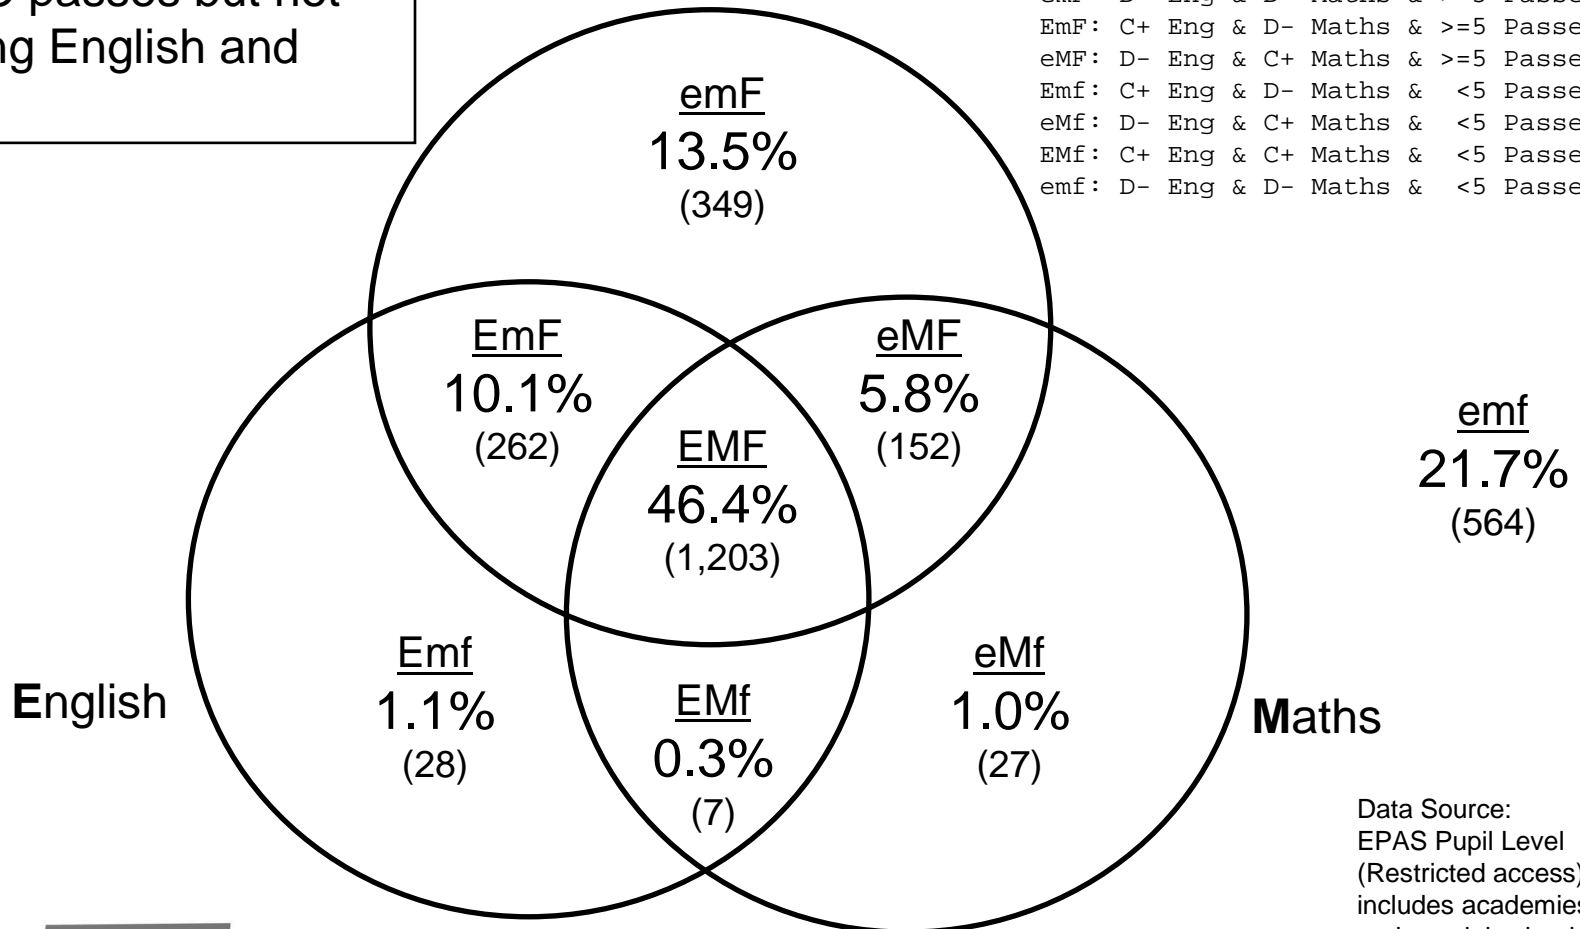 passes but not
ng English and
EmF: C+ Eng & D- Maths & >=5 Passe
eMF: D- Eng & C+ Maths & >=5 Passe
Emf: C+ Eng & D- Maths &  <5 Passe
eMf: D- Eng & C+ Maths &  <5 Passe
EMf: C+ Eng & C+ Maths &  <5 Passe
emf: D- Eng & D- Maths &  <5 Passe
emF
13.5%
(349)
EmF
10.1%
(262)
eMF
5.8%
(152)
EMF
46.4%
(1,203)
emf
21.7%
(564)
English
Emf
1.1%
(28)
EMf
0.3%
(7)
eMf
1.0%
(27)
Maths
Data Source:
EPAS Pupil Level
(Restricted access)
includes academies